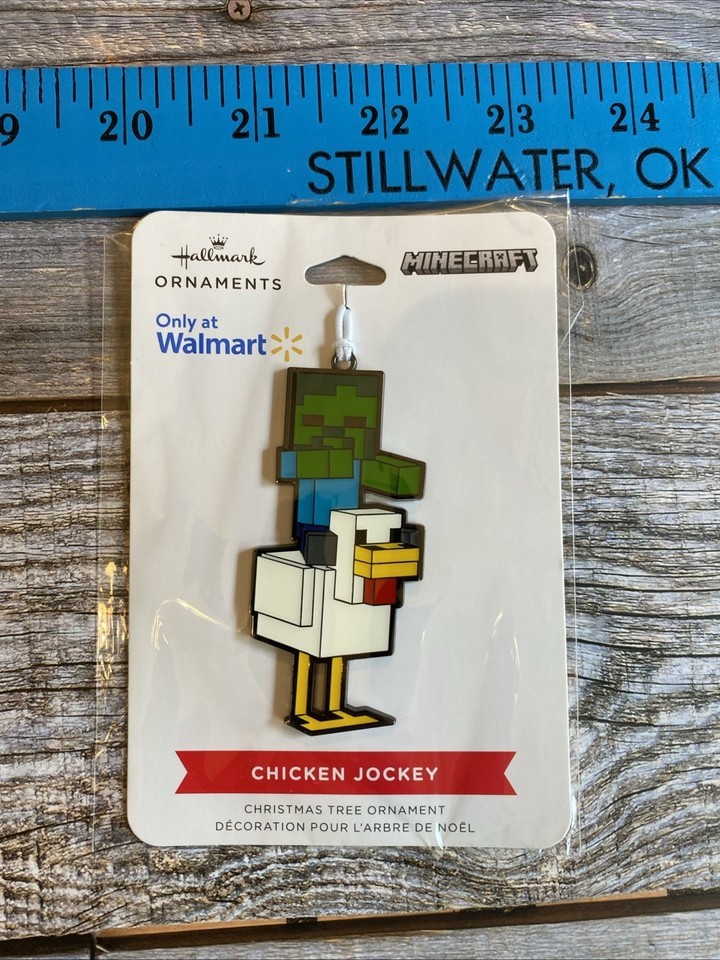 9 20 21 22 23 24
STILLWATER, OK
Hallmark
ORNAMENTS
MINECRAFT
Only at
Walmart
CHICKEN JOCKEY
CHRISTMAS TREE ORNAMENT
DÉCORATION POUR L'ARBRE DE NOËL